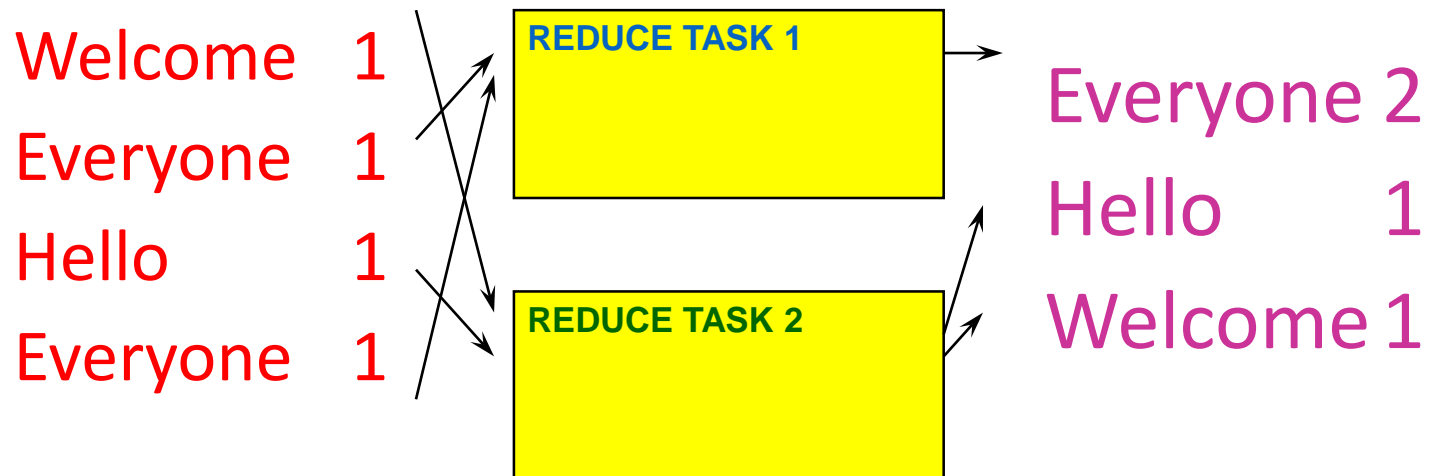 Welcome 1
Everyone 1
Hello 1
Everyone 1
REDUCE TASK 1
REDUCE TASK 2
Everyone 2
Hello 1
Welcome 1